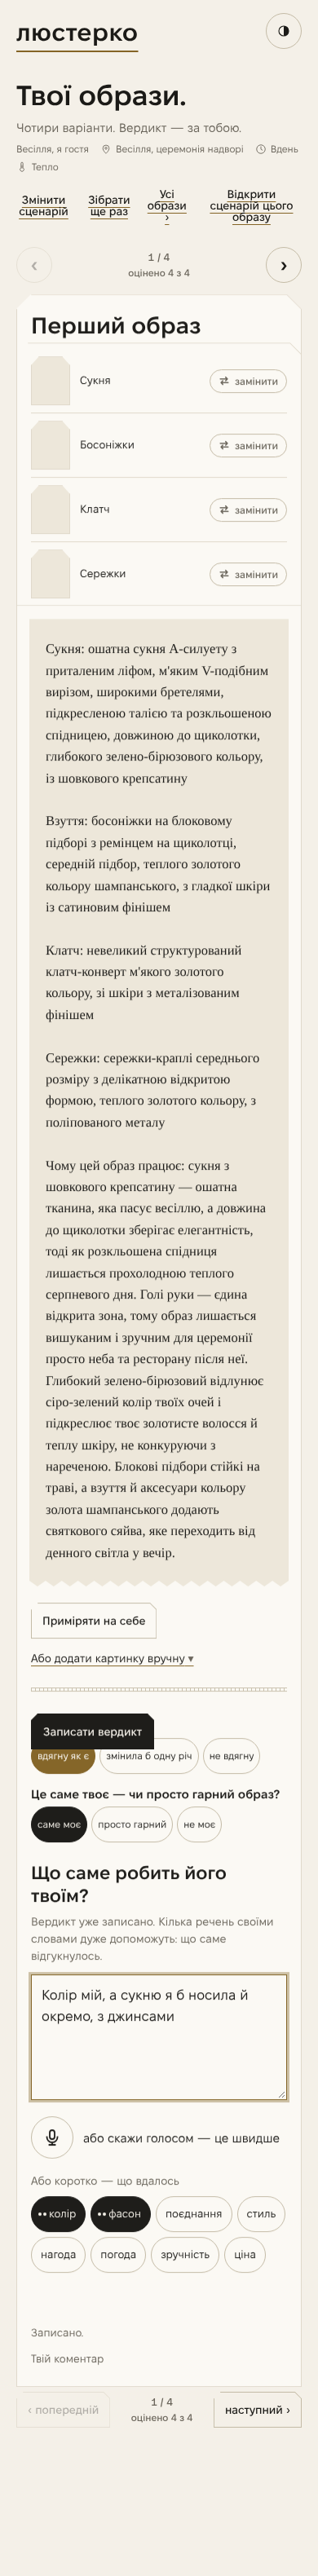 люстерко
Твої образи.
Чотири варіанти. Вердикт — за тобою.
Весілля, я гостя Весілля, церемонія надворі Вдень
Тепло
Змінити
сценарій
Зібрати
ще раз
Усі
образи
›
Відкрити
сценарій цього
образу
‹
1 / 4
оцінено 4 з 4
›
Перший образ
Сукня ⇄ замінити
Босоніжки ⇄ замінити
Клатч ⇄ замінити
Сережки ⇄ замінити
Сукня: ошатна сукня А-силуету з
приталеним ліфом, м'яким V-подібним
вирізом, широкими бретелями,
підкресленою талією та розкльошеною
спідницею, довжиною до щиколотки,
глибокого зелено-бірюзового кольору,
із шовкового крепсатину
Взуття: босоніжки на блоковому
підборі з ремінцем на щиколотці,
середній підбор, теплого золотого
кольору шампанського, з гладкої шкіри
із сатиновим фінішем
Клатч: невеликий структурований
клатч-конверт м'якого золотого
кольору, зі шкіри з металізованим
фінішем
Сережки: сережки-краплі середнього
розміру з делікатною відкритою
формою, теплого золотого кольору, з
поліпованого металу
Чому цей образ працює: сукня з
шовкового крепсатину — ошатна
тканина, яка пасує весіллю, а довжина
до щиколотки зберігає елегантність,
тоді як розкльошена спідниця
лишається прохолодною теплого
серпневого дня. Голі руки — єдина
відкрита зона, тому образ лишається
вишуканим і зручним для церемонії
просто неба та ресторану після неї.
Глибокий зелено-бірюзовий відлунює
сіро-зелений колір твоїх очей і
підкреслює твоє золотисте волосся й
теплу шкіру, не конкуруючи з
нареченою. Блокові підбори стійкі на
траві, а взуття й аксесуари кольору
золота шампанського додають
святкового сяйва, яке переходить від
денного світла у вечір.
Приміряти на себе
Або додати картинку вручну ▾
Записати вердикт
вдягну як є змінила б одну річ не вдягну
Це саме твоє — чи просто гарний образ?
саме моє просто гарний не моє
Що саме робить його
твоїм?
Вердикт уже записано. Кілька речень своїми
словами дуже допоможуть: що саме
відгукнулось.
Колір мій, а сукню я б носила й
окремо, з джинсами
або скажи голосом — це швидше
Або коротко — що вдалось
колір фасон поєднання стиль
нагода погода зручність ціна
Записано.
Твій коментар
‹ попередній
1 / 4
оцінено 4 з 4
наступний ›